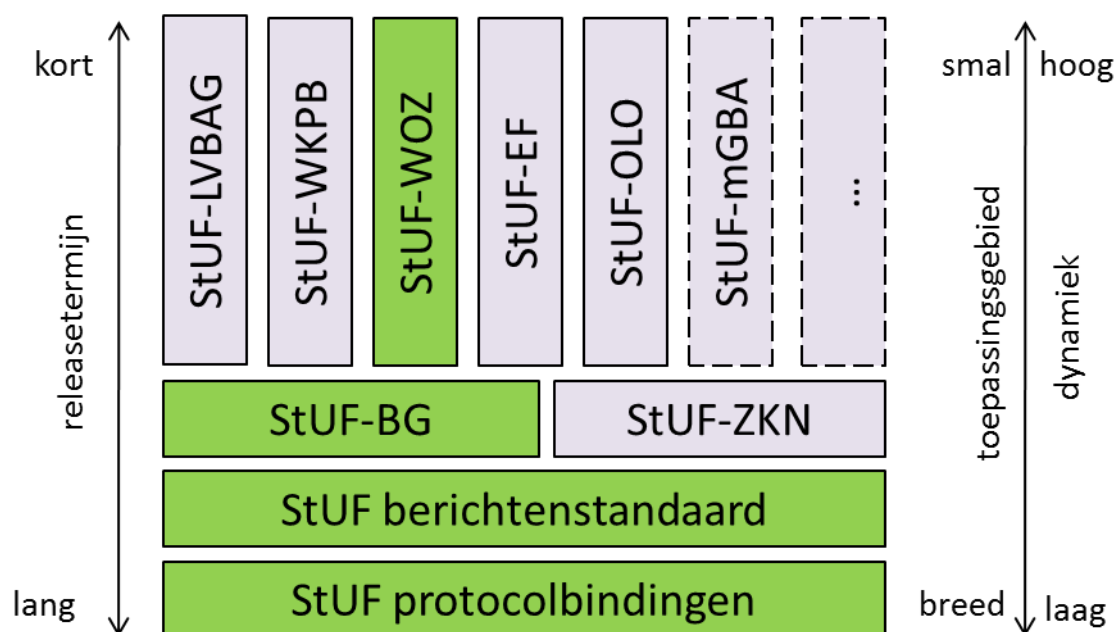 kort
releasetermijn
lang
StUF-LVBAG
StUF-WKPB
StUF-WOZ
StUF-EF
StUF-OLO
StUF-mGBA
...
StUF-BG
StUF-ZKN
StUF berichtenstandaard
StUF protocolbindingen
smal
toepassingsgebied
breed
hoog
dynamiek
laag